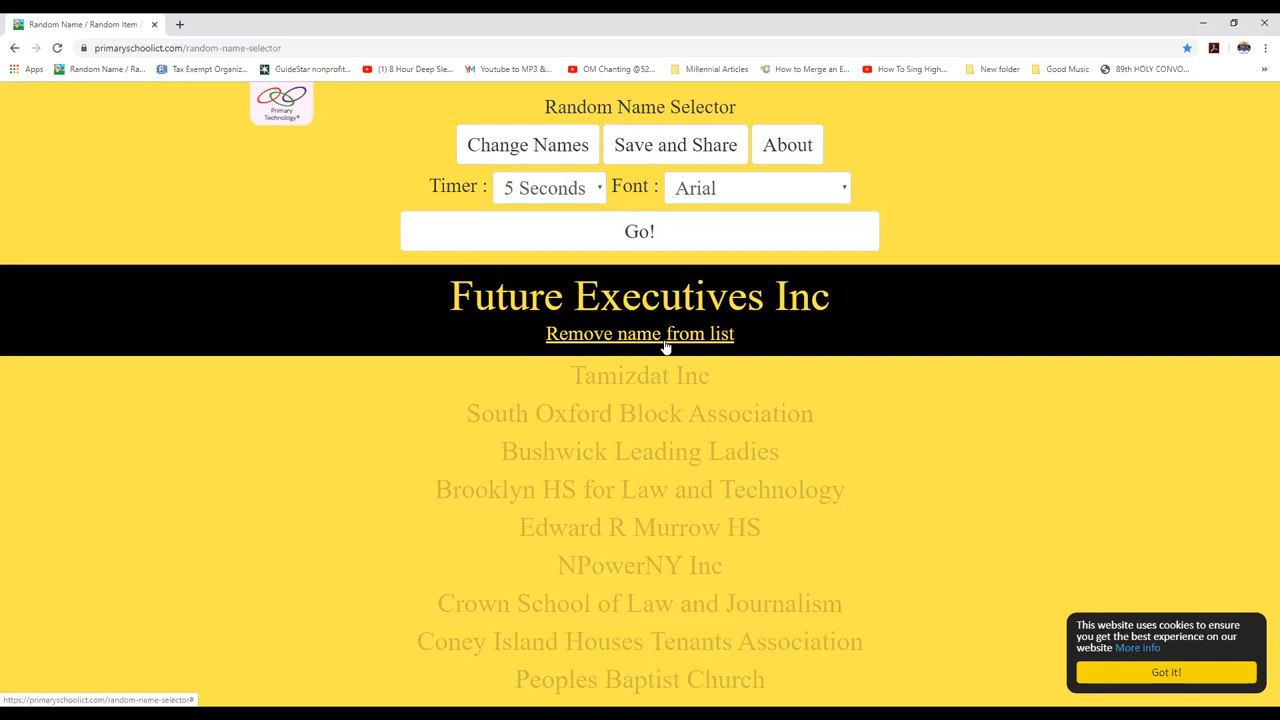 Random Name / Random Item /
primaryschoolict.com/random-name-selector
Apps
Random Name / Ra...
Tax Exempt Organiz...
GuideStar nonprofit...
(1) 8 Hour Deep Sle...
Youtube to MP3 &...
OM Chanting @52...
Millennial Articles
How to Merge an E...
How To Sing High...
New folder
Good Music
89th HOLY CONVO...
»
Primary
Technology®
Random Name Selector
Change Names
Save and Share
About
Timer :
5 Seconds
Font :
Arial
Go!
Future Executives Inc
Remove name from list
Tamizdat Inc
South Oxford Block Association
Bushwick Leading Ladies
Brooklyn HS for Law and Technology
Edward R Murrow HS
NPowerNY Inc
Crown School of Law and Journalism
Coney Island Houses Tenants Association
Peoples Baptist Church
This website uses cookies to ensure
you get the best experience on our
website More info
Got it!
https://primaryschoolict.com/random-name-selector#